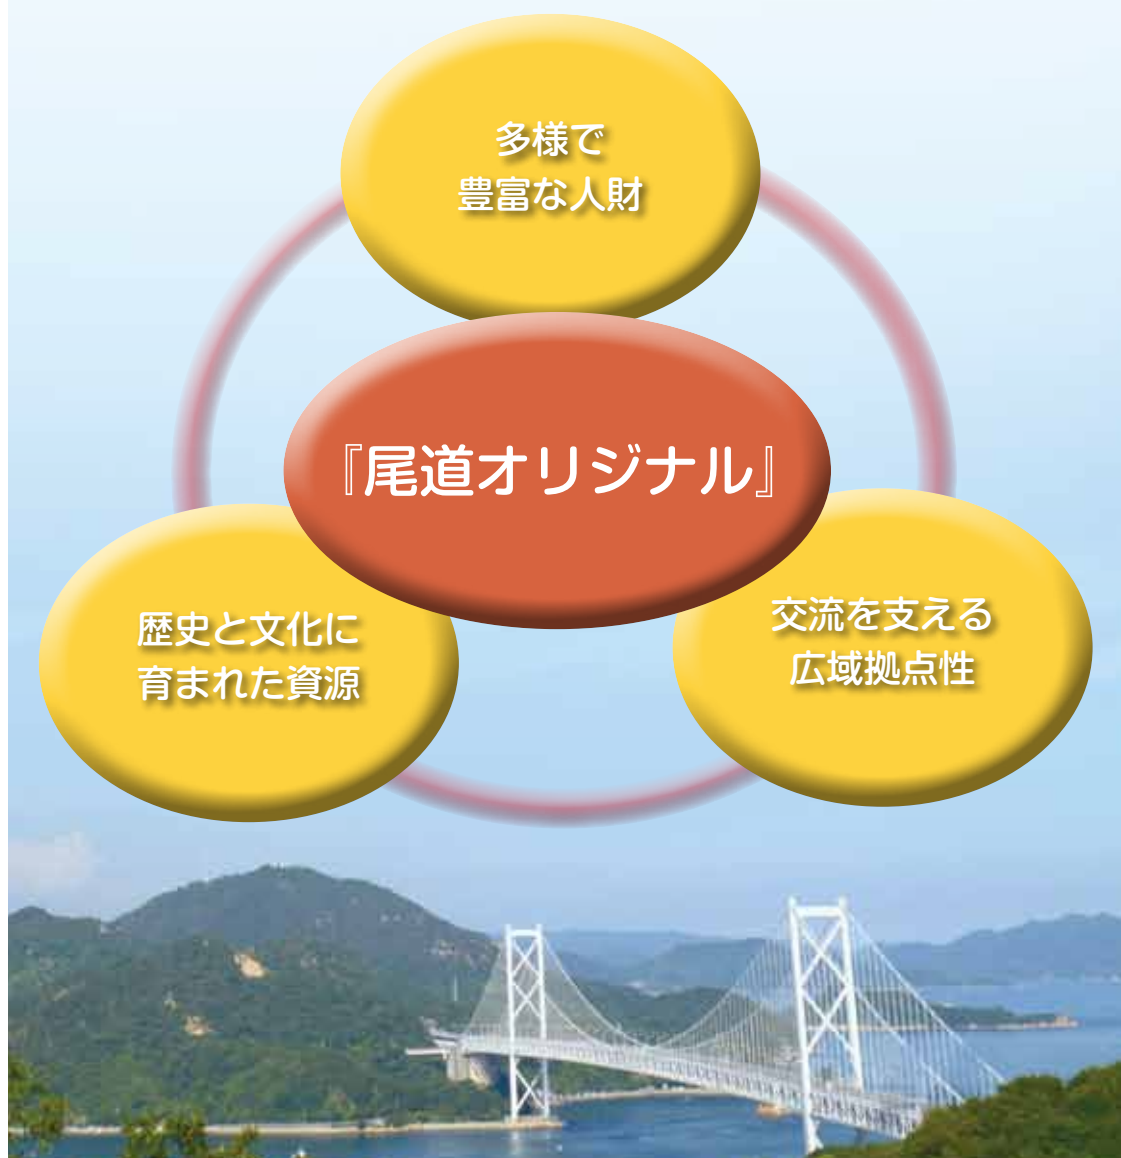 多様で
豊富な人財
『尾道オリジナル』
歴史と文化に
育まれた資源
交流を支える
広域拠点性